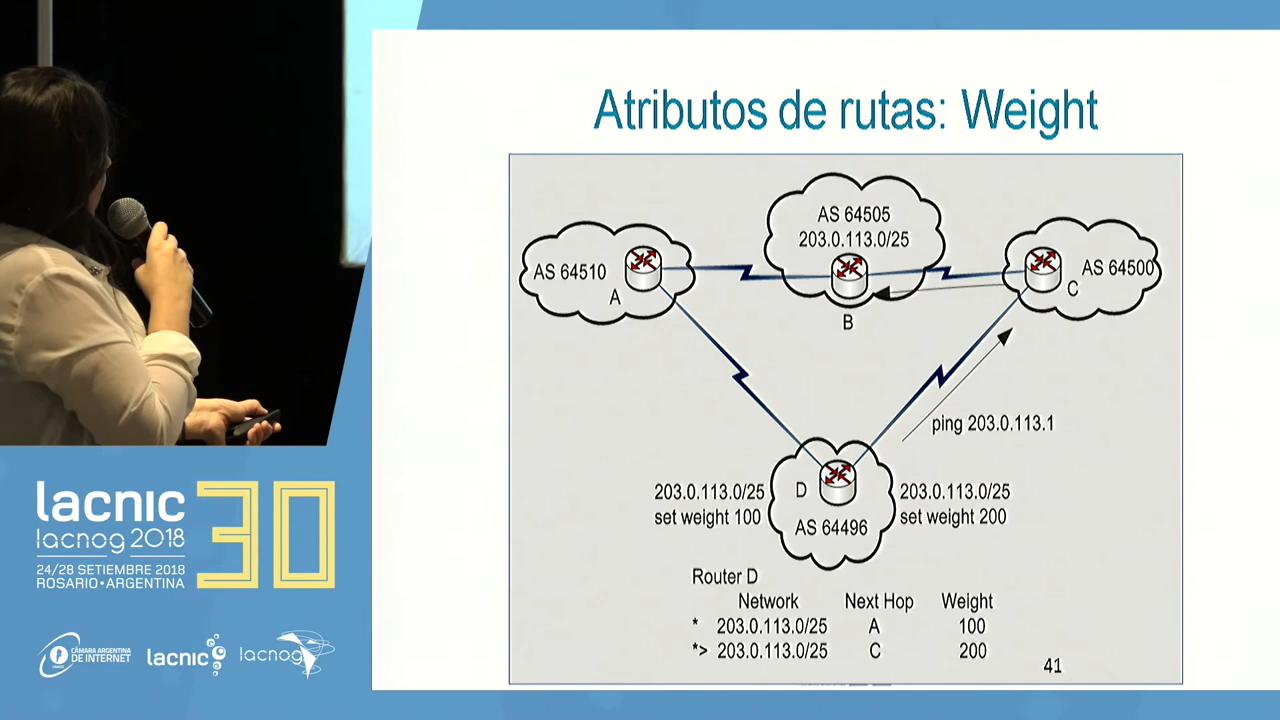 Atributos de rutas: Weight
AS 64505
203.0.113.0/25
AS 64510
A
B
AS 64500
C
ping 203.0.113.1
203.0.113.0/25
set weight 100
D
AS 64496
203.0.113.0/25
set weight 200
Router D
Network Next Hop Weight
* 203.0.113.0/25 A 100
*> 203.0.113.0/25 C 200
41
lacnic 30
lacnog 2018
24/28 SETIEMBRE 2018
ROSARIO•ARGENTINA
CÁMARA ARGENTINA
DE INTERNET
lacnic
lacnog